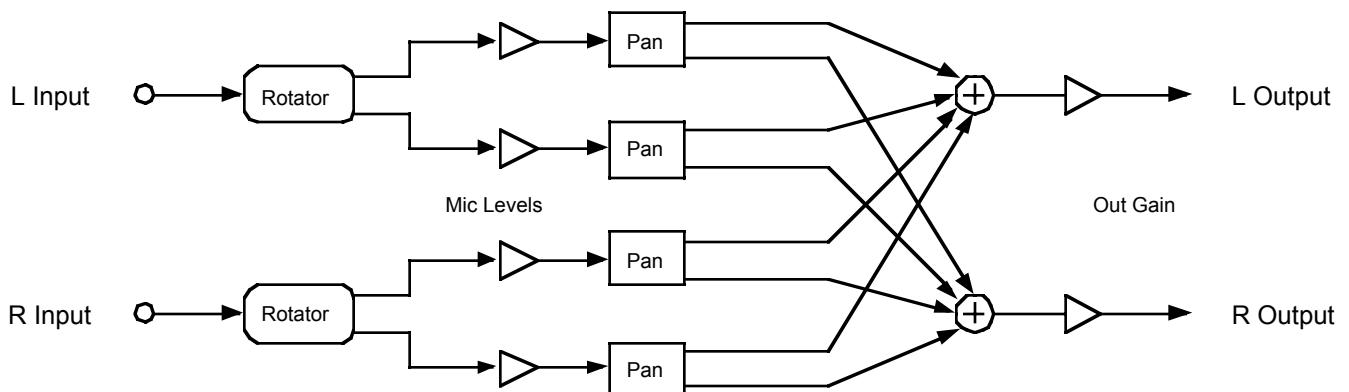 Pan
L Input
Rotator
L Output
Pan
Mic Levels
Out Gain
Pan
R Input
Rotator
R Output
Pan